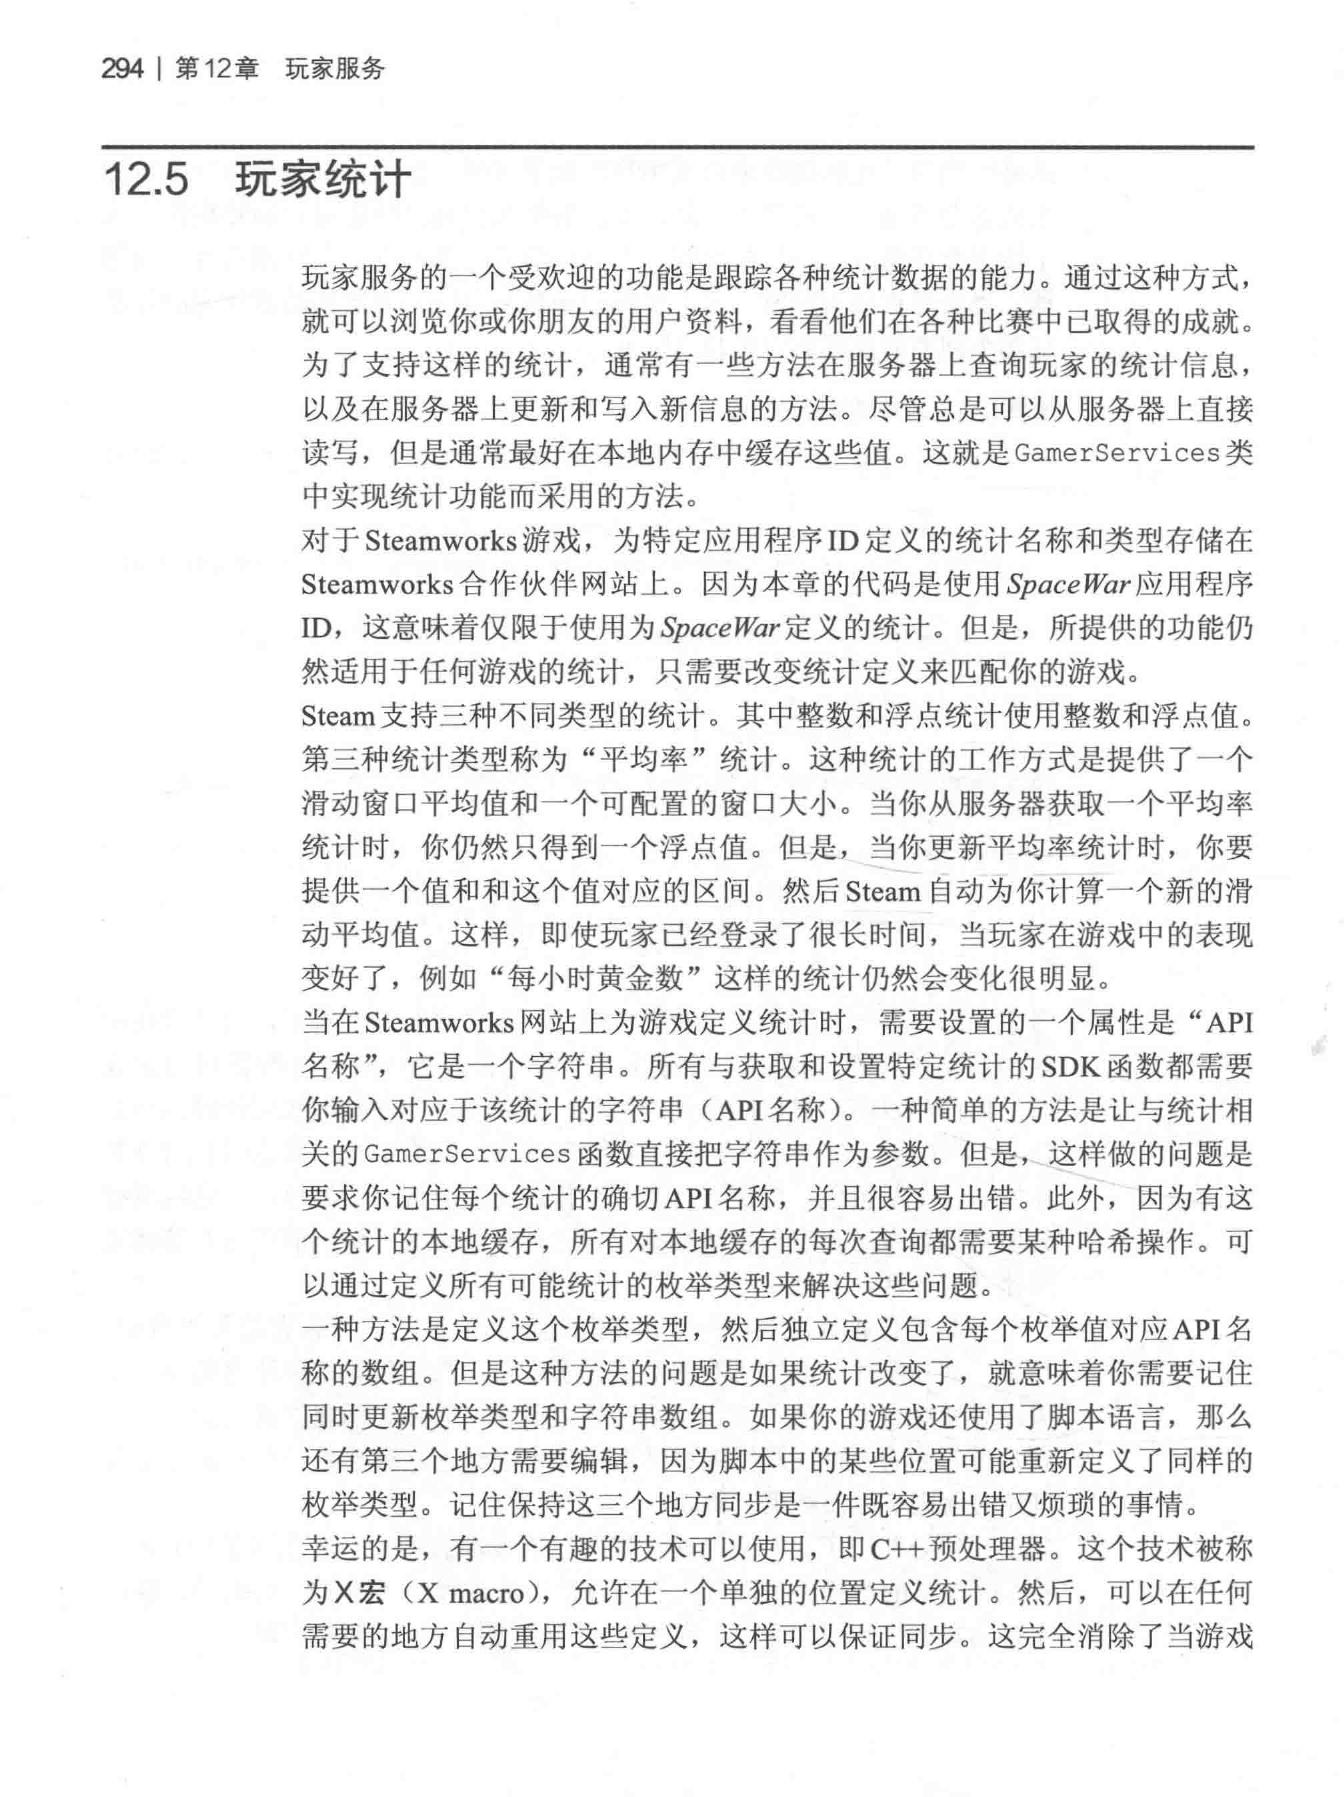 294 | 第12章 玩家服务
12.5 玩家统计
玩家服务的一个受欢迎的功能是跟踪各种统计数据的能力。通过这种方式，
就可以浏览你或你朋友的用户资料，看看他们在各种比赛中已取得的成就。
为了支持这样的统计，通常有一些方法在服务器上查询玩家的统计信息，
以及在服务器上更新和写入新信息的方法。尽管总是可以从服务器上直接
读写，但是通常最好在本地内存中缓存这些值。这就是GamerServices类
中实现统计功能而采用的方法。
对于Steamworks游戏，为特定应用程序ID定义的统计名称和类型存储在
Steamworks合作伙伴网站上。因为本章的代码是使用SpaceWar应用程序
ID，这意味着仅限于使用为SpaceWar定义的统计。但是，所提供的功能仍
然适用于任何游戏的统计，只需要改变统计定义来匹配你的游戏。
Steam支持三种不同类型的统计。其中整数和浮点统计使用整数和浮点值。
第三种统计类型称为“平均率”统计。这种统计的工作方式是提供了一个
滑动窗口平均值和一个可配置的窗口大小。当你从服务器获取一个平均率
统计时，你仍然只得到一个浮点值。但是，当你更新平均率统计时，你要
提供一个值和和这个值对应的区间。然后Steam自动为你计算一个新的滑
动平均值。这样，即使玩家已经登录了很长时间，当玩家在游戏中的表现
变好了，例如“每小时黄金数”这样的统计仍然会变化很明显。
当在Steamworks网站上为游戏定义统计时，需要设置的一个属性是“API
名称”，它是一个字符串。所有与获取和设置特定统计的SDK函数都需要
你输入对应于该统计的字符串（API名称）。一种简单的方法是让与统计相
关的GamerServices函数直接把字符串作为参数。但是，这样做的问题是
要求你记住每个统计的确切API名称，并且很容易出错。此外，因为有这
个统计的本地缓存，所有对本地缓存的每次查询都需要某种哈希操作。可
以通过定义所有可能统计的枚举类型来解决这些问题。
一种方法是定义这个枚举类型，然后独立定义包含每个枚举值对应API名
称的数组。但是这种方法的问题是如果统计改变了，就意味着你需要记住
同时更新枚举类型和字符串数组。如果你的游戏还使用了脚本语言，那么
还有第三个地方需要编辑，因为脚本中的某些位置可能重新定义了同样的
枚举类型。记住保持这三个地方同步是一件既容易出错又烦琐的事情。
幸运的是，有一个有趣的技术可以使用，即C++预处理器。这个技术被称
为X宏（X macro），允许在一个单独的位置定义统计。然后，可以在任何
需要的地方自动重用这些定义，这样可以保证同步。这完全消除了当游戏